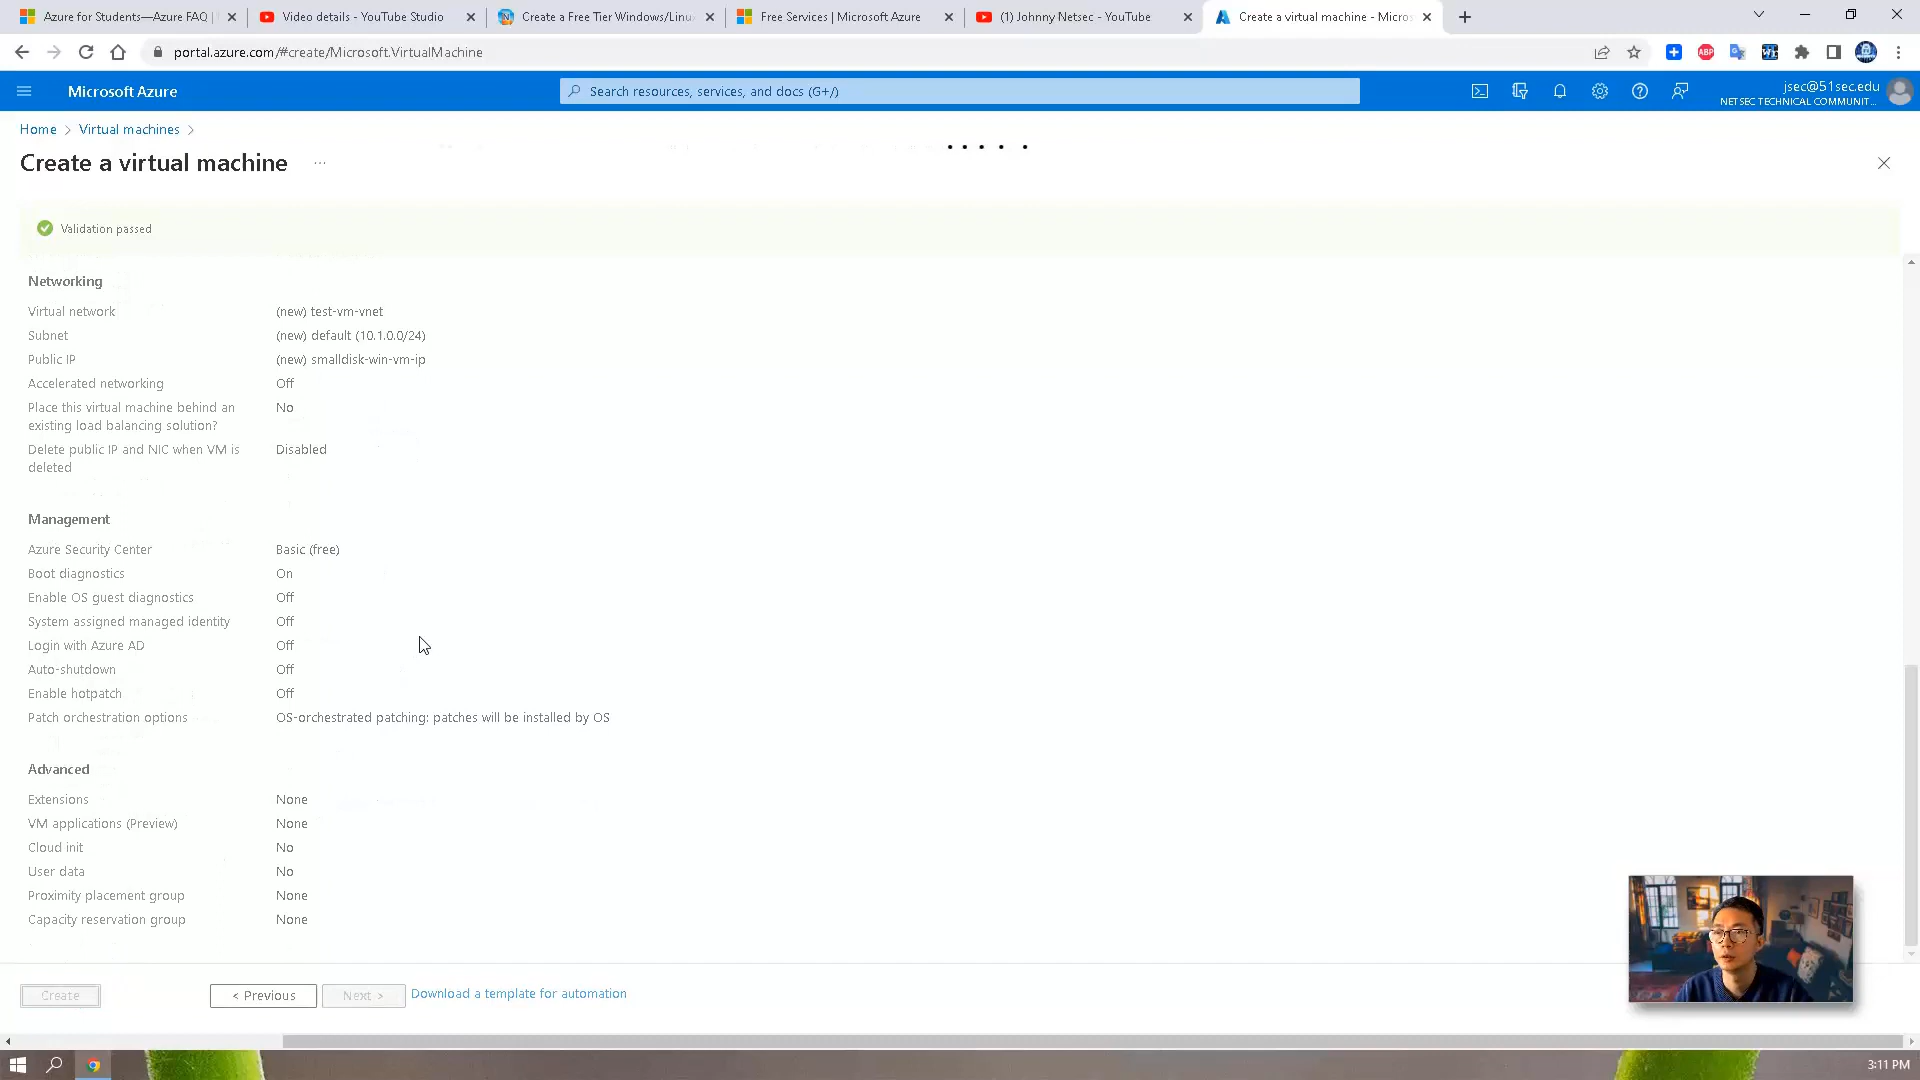 Azure for Students—Azure FAQ |
Video details - YouTube Studio
Create a Free Tier Windows/Linu
Free Services | Microsoft Azure
(1) Johnny Netsec - YouTube
Create a virtual machine - Micros
portal.azure.com/#create/Microsoft.VirtualMachine
ABP
Microsoft Azure
Search resources, services, and docs (G+/)
jsec@51sec.edu
NETSEC TECHNICAL COMMUNIT...
Home > Virtual machines >
Create a virtual machine ...
Validation passed
Networking
Virtual network (new) test-vm-vnet
Subnet (new) default (10.1.0.0/24)
Public IP (new) smalldisk-win-vm-ip
Accelerated networking Off
Place this virtual machine behind an No
existing load balancing solution?
Delete public IP and NIC when VM is Disabled
deleted
Management
Azure Security Center Basic (free)
Boot diagnostics On
Enable OS guest diagnostics Off
System assigned managed identity Off
Login with Azure AD Off
Auto-shutdown Off
Enable hotpatch Off
Patch orchestration options OS-orchestrated patching: patches will be installed by OS
Advanced
Extensions None
VM applications (Preview) None
Cloud init No
User data No
Proximity placement group None
Capacity reservation group None
Create
< Previous
Next >
Download a template for automation
3:11 PM